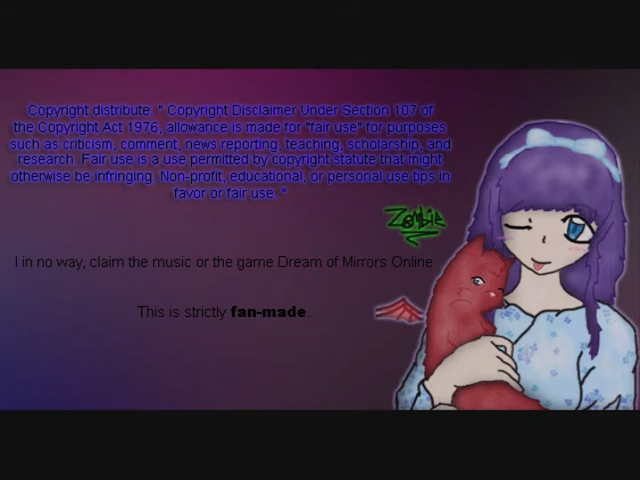 Copyright distribute: " Copyright Disclaimer Under Section 107 of
the Copyright Act 1976, allowance is made for "fair use" for purposes
such as criticism, comment, news reporting, teaching, scholarship, and
research. Fair use is a use permitted by copyright statute that might
otherwise be infringing. Non-profit, educational, or personal use tips in
favor or fair use. "
Zombie
I in no way, claim the music or the game Dream of Mirrors Online
This is strictly fan-made.